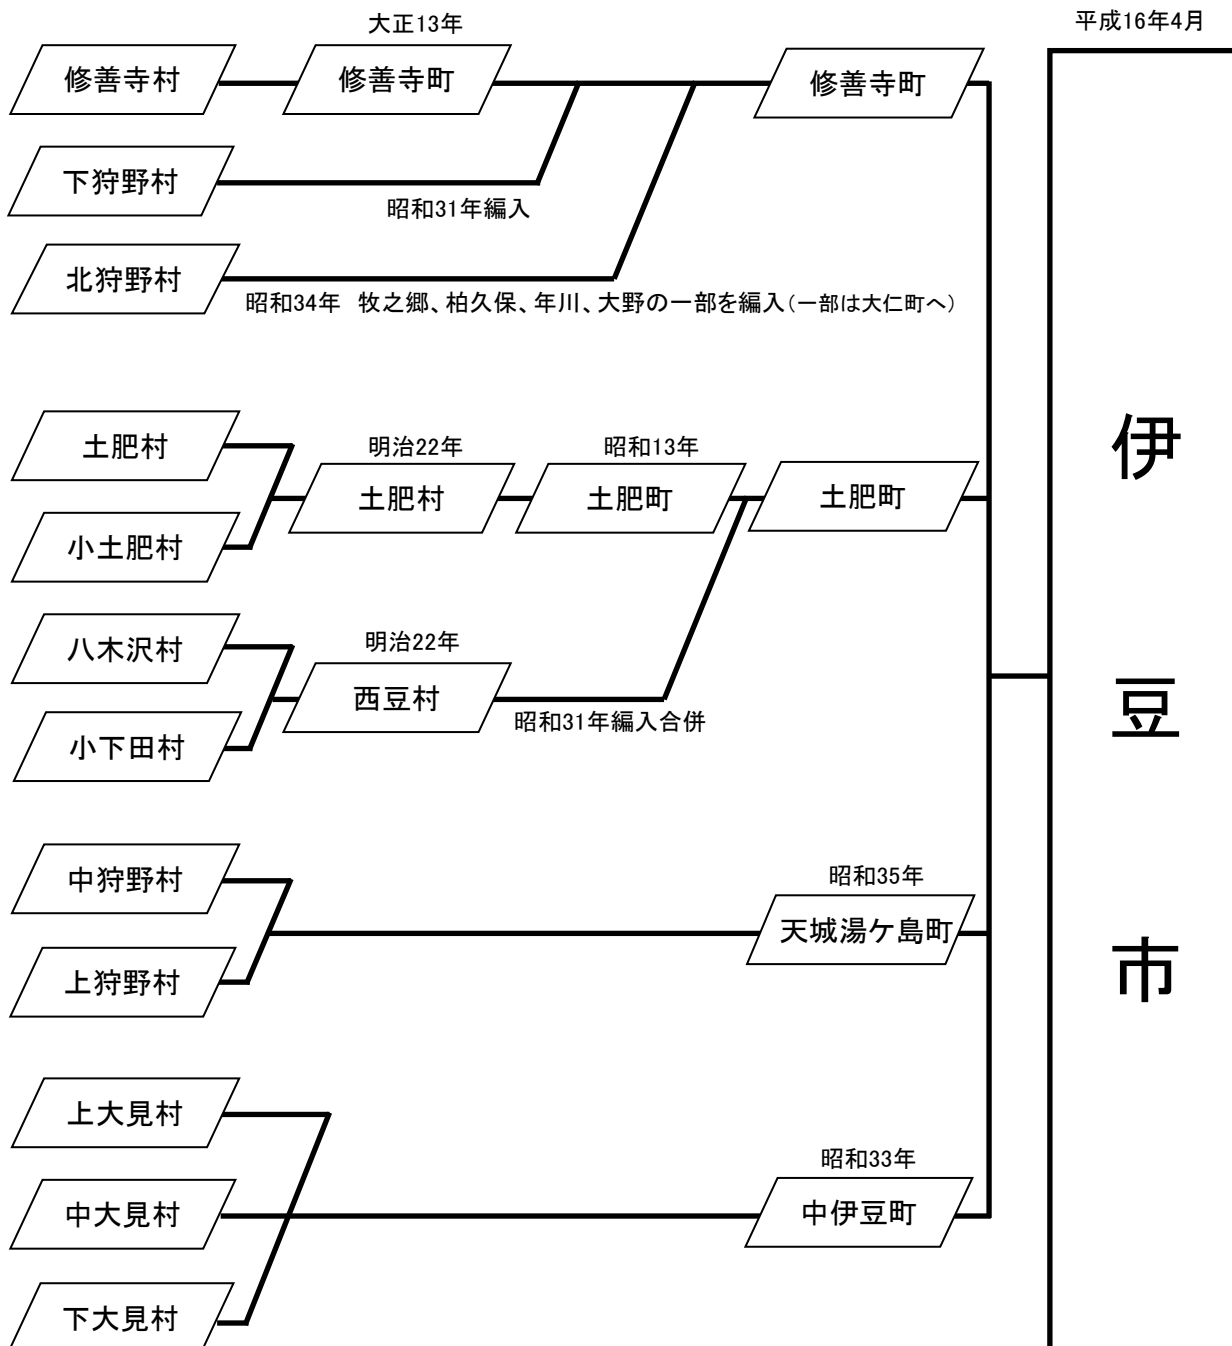 大正13年
平成16年4月
修善寺村
修善寺町
修善寺町
下狩野村
昭和31年編入
北狩野村
昭和34年 牧之郷、柏久保、年川、大野の一部を編入（一部は大仁町へ）
土肥村
明治22年
昭和13年
土肥村
土肥町
土肥町
小土肥村
八木沢村
明治22年
西豆村
昭和31年編入合併
小下田村
中狩野村
昭和35年
天城湯ケ島町
上狩野村
上大見村
昭和33年
中大見村
中伊豆町
下大見村
伊豆市